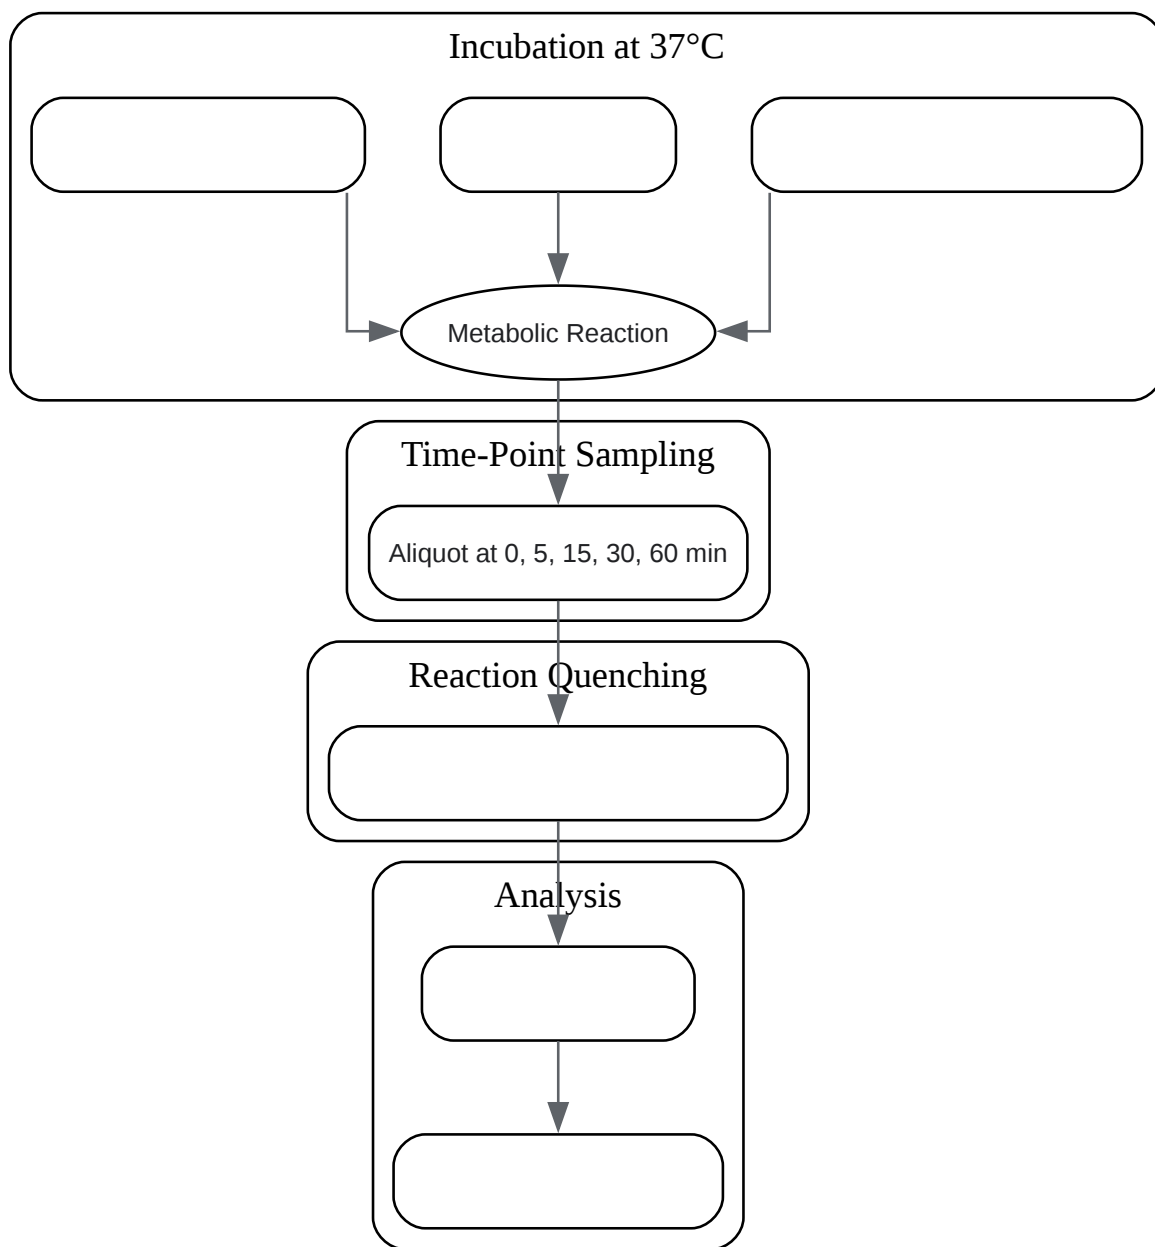 Incubation at 37°C
Metabolic Reaction
Time-Point Sampling
Aliquot at 0, 5, 15, 30, 60 min
Reaction Quenching
Analysis